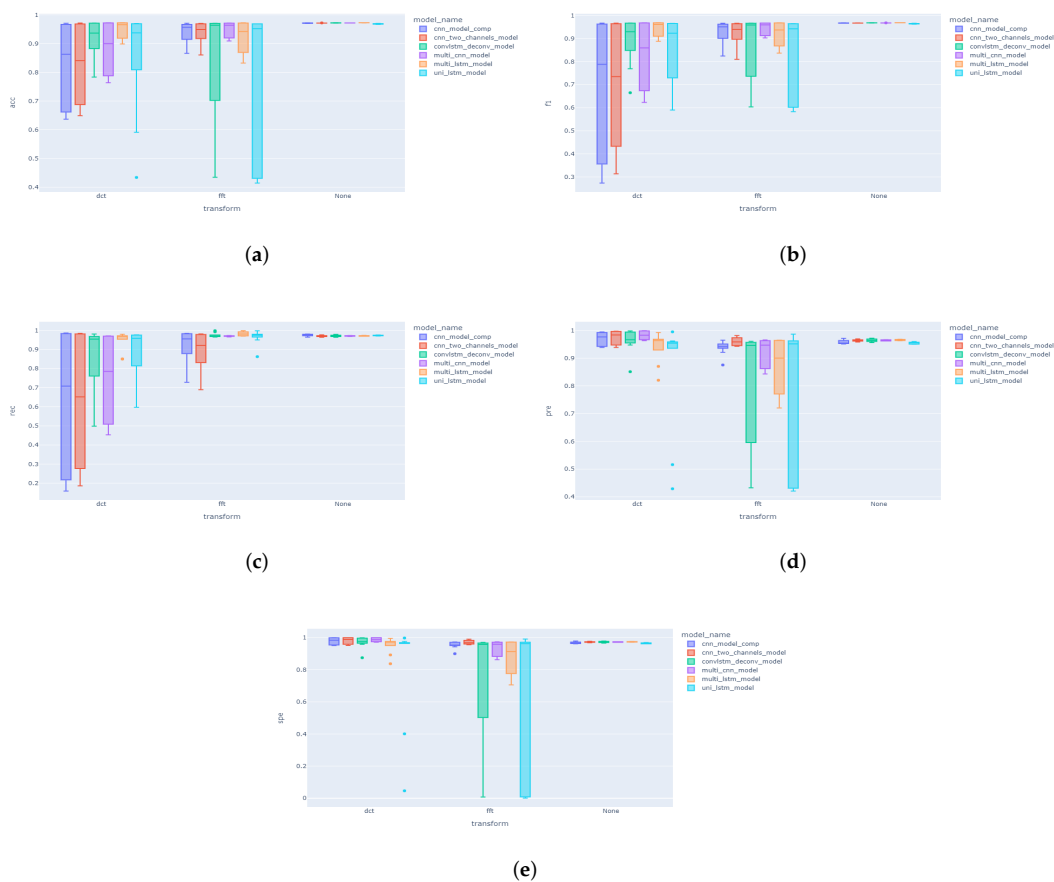 1
0.9
0.8
0.7
0.6
0.5
0.4
acc
dct
fft
None
transform
model_name
cnn_model_comp
cnn_two_channels_model
convlstm_deconv_model
multi_cnn_model
multi_lstm_model
uni_lstm_model
(a)
1
0.9
0.8
0.7
0.6
0.5
0.4
0.3
f1
dct
fft
None
transform
model_name
cnn_model_comp
cnn_two_channels_model
convlstm_deconv_model
multi_cnn_model
multi_lstm_model
uni_lstm_model
(b)
1
0.9
0.8
0.7
0.6
0.5
0.4
0.3
0.2
rec
dct
fft
None
transform
model_name
cnn_model_comp
cnn_two_channels_model
convlstm_deconv_model
multi_cnn_model
multi_lstm_model
uni_lstm_model
(c)
1
0.9
0.8
0.7
0.6
0.5
0.4
pre
dct
fft
None
transform
model_name
cnn_model_comp
cnn_two_channels_model
convlstm_deconv_model
multi_cnn_model
multi_lstm_model
uni_lstm_model
(d)
1
0.8
0.6
0.4
0.2
0
spe
dct
fft
None
transform
model_name
cnn_model_comp
cnn_two_channels_model
convlstm_deconv_model
multi_cnn_model
multi_lstm_model
uni_lstm_model
(e)